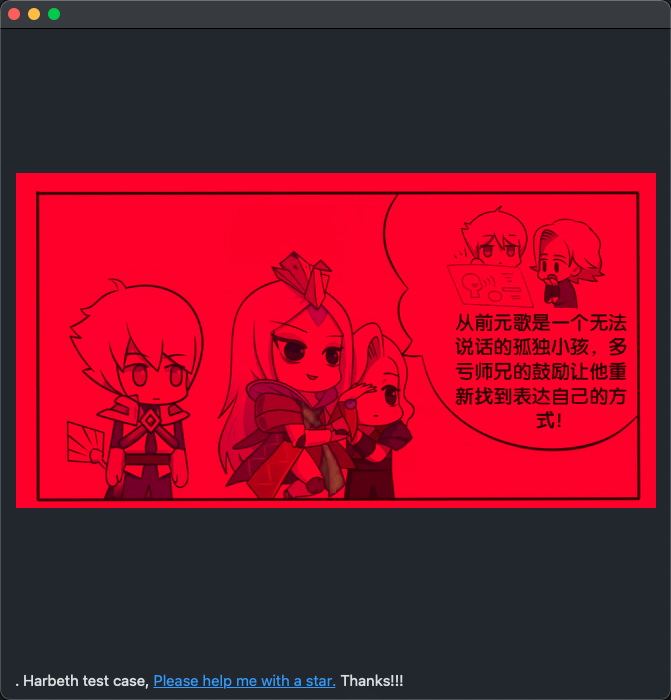 从前元歌是一个无法
说话的孤独小孩，多
亏师兄的鼓励让他重
新找到表达自己的方
式！
. Harbeth test case, Please help me with a star. Thanks!!!